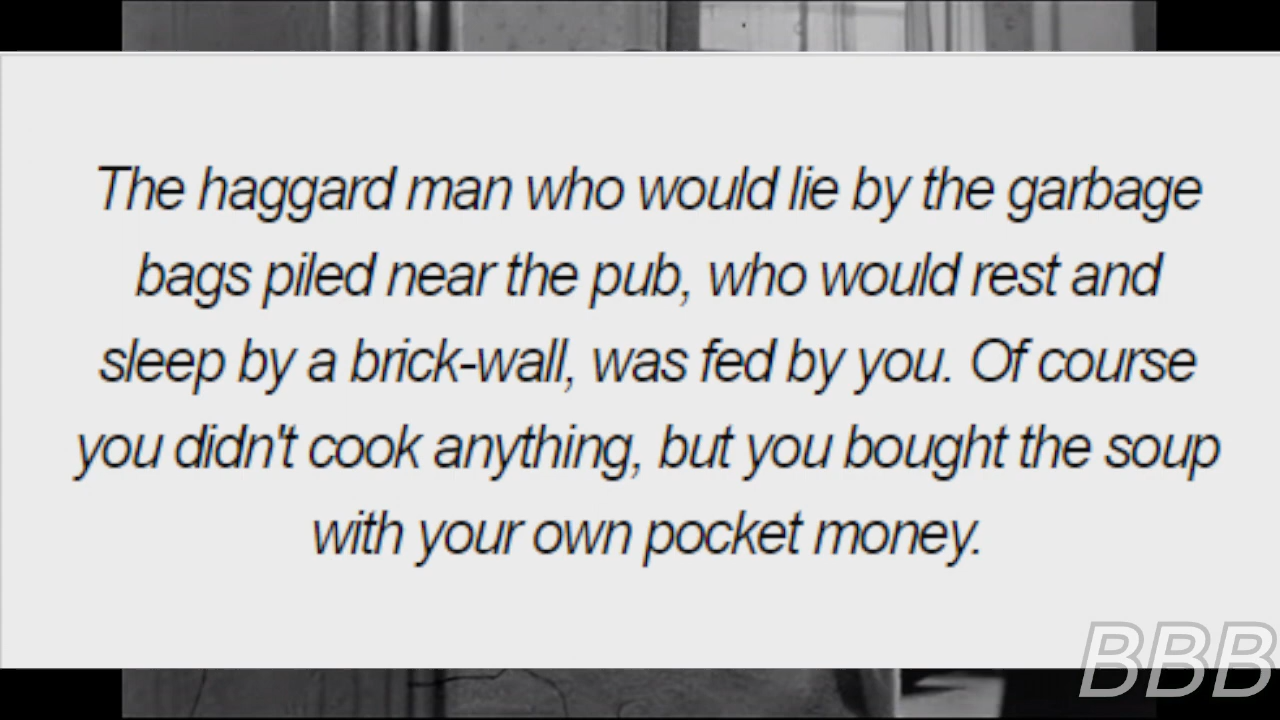 The haggard man who would lie by the garbage
bags piled near the pub, who would rest and
sleep by a brick-wall, was fed by you. Of course
you didn't cook anything, but you bought the soup
with your own pocket money.
BBB